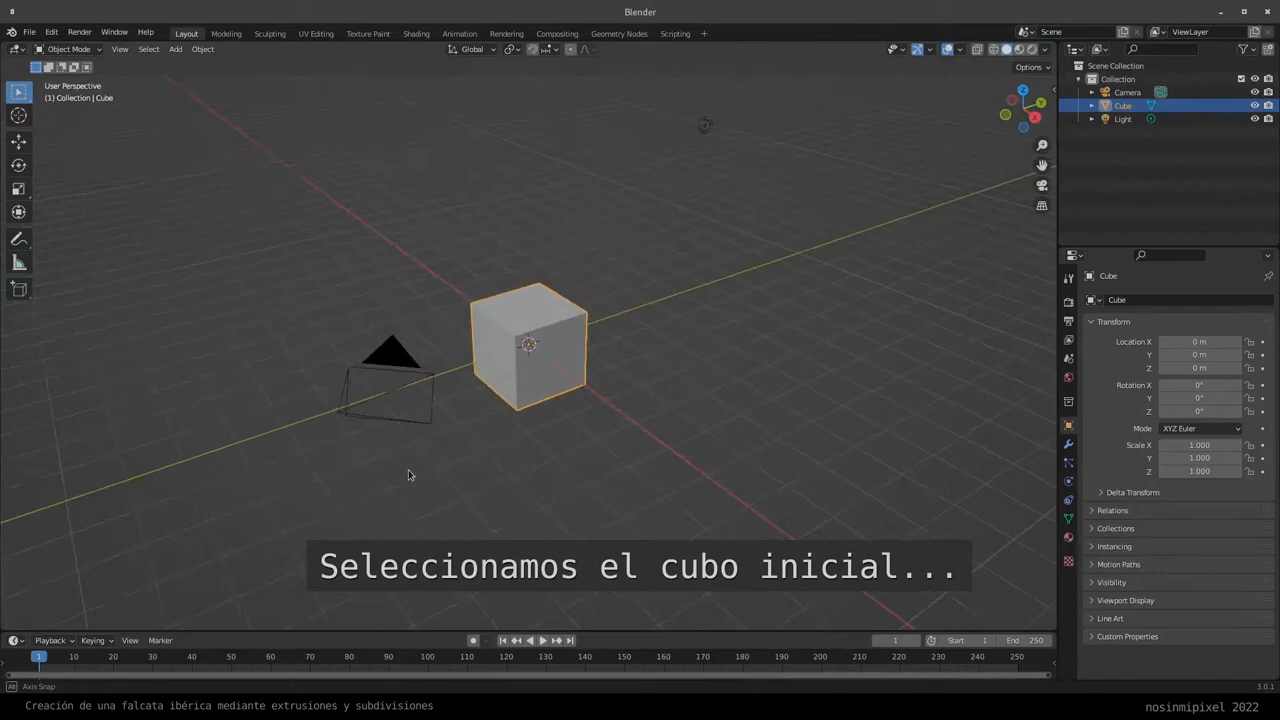 Blender
File Edit Render Window Help Layout Modeling Sculpting UV Editing Texture Paint Shading Animation Rendering Compositing Geometry Nodes Scripting + Scene ViewLayer
Object Mode View Select Add Object Global
Options
User Perspective
(1) Collection | Cube
Z
Y
X
Scene Collection
Collection
Camera
Cube
Light
Cube
Cube
Transform
Location X 0 m
Y 0 m
Z 0 m
Rotation X 0°
Y 0°
Z 0°
Mode XYZ Euler
Scale X 1.000
Y 1.000
Z 1.000
Delta Transform
Relations
Collections
Instancing
Motion Paths
Visibility
Viewport Display
Line Art
Custom Properties
Seleccionamos el cubo inicial...
Playback Keying View Marker 1 Start 1 End 250
1 10 20 30 40 50 60 70 80 90 100 110 120 130 140 150 160 170 180 190 200 210 220 230 240 250
Axis Snap 3.0.1
Creación de una falcata ibérica mediante extrusiones y subdivisiones nosinmipixel 2022